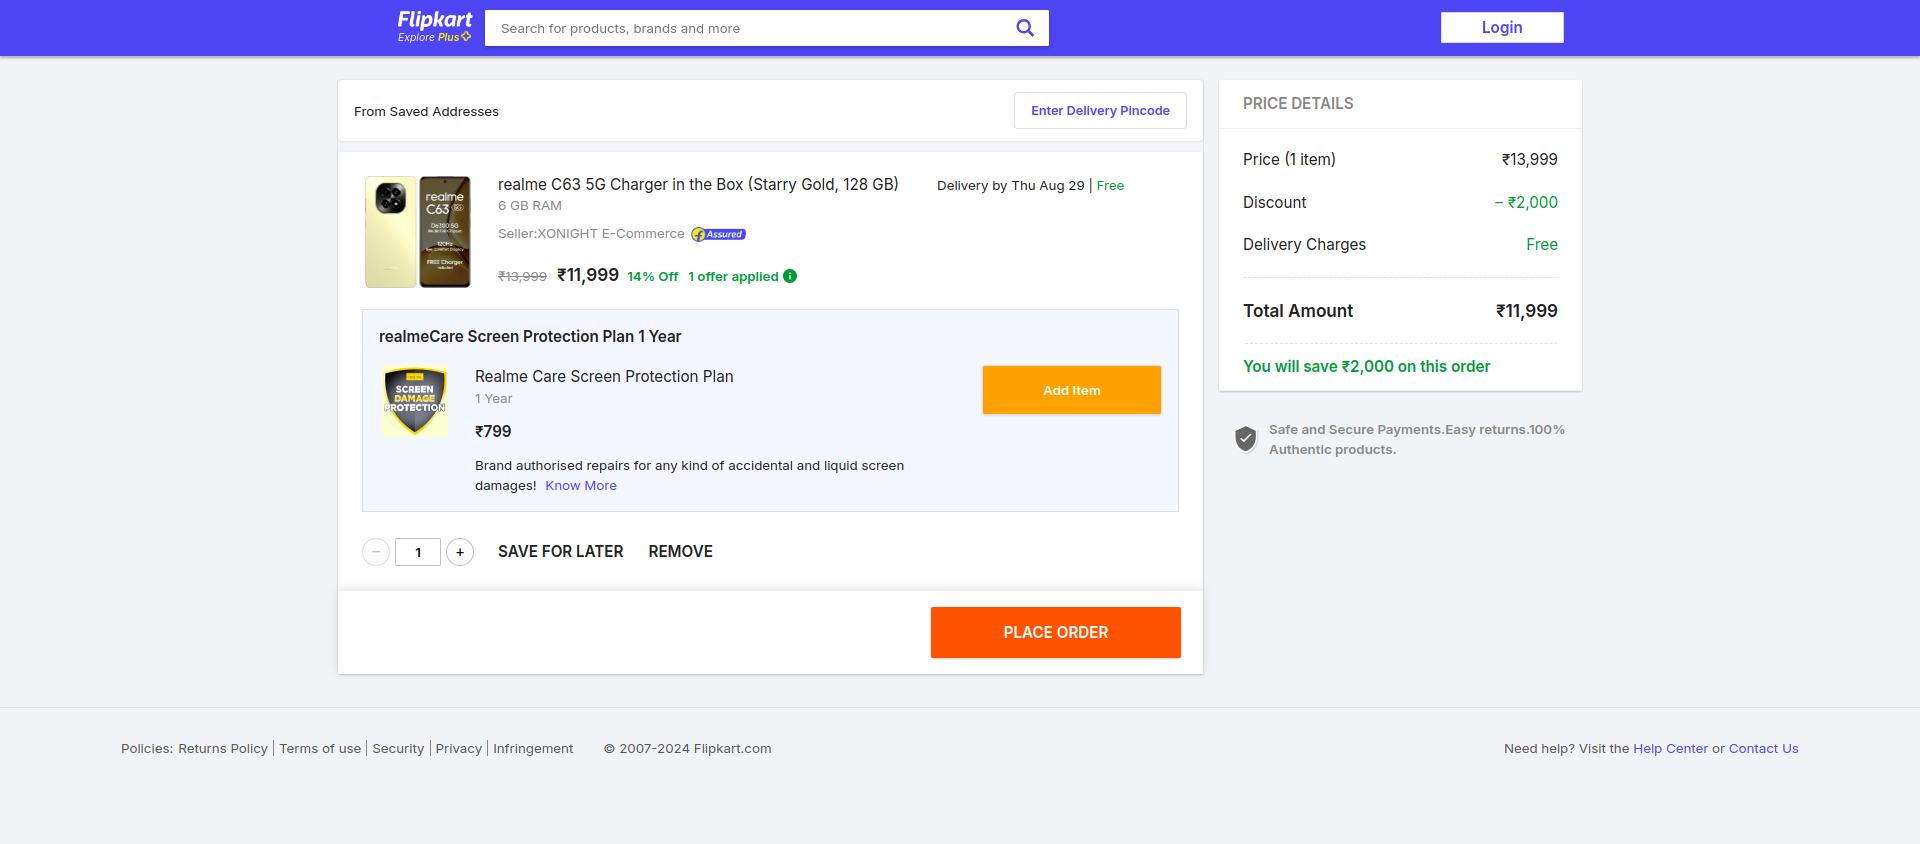 Flipkart
Explore Plus
Search for products, brands and more
Login
From Saved Addresses
Enter Delivery Pincode
realme C63 5G Charger in the Box (Starry Gold, 128 GB)
6 GB RAM
Seller:XONIGHT E-Commerce
Assured
₹13,999 ₹11,999 14% Off 1 offer applied
Delivery by Thu Aug 29 | Free
realme
C63 5G
120Hz
FREE Charger
realmeCare Screen Protection Plan 1 Year
SCREEN
DAMAGE
PROTECTION
Realme Care Screen Protection Plan
1 Year
₹799
Brand authorised repairs for any kind of accidental and liquid screen
damages! Know More
Add Item
− 1 +
SAVE FOR LATER
REMOVE
PLACE ORDER
PRICE DETAILS
Price (1 item) ₹13,999
Discount − ₹2,000
Delivery Charges Free
Total Amount ₹11,999
You will save ₹2,000 on this order
Safe and Secure Payments.Easy returns.100%
Authentic products.
Policies: Returns Policy | Terms of use | Security | Privacy | Infringement © 2007-2024 Flipkart.com
Need help? Visit the Help Center or Contact Us